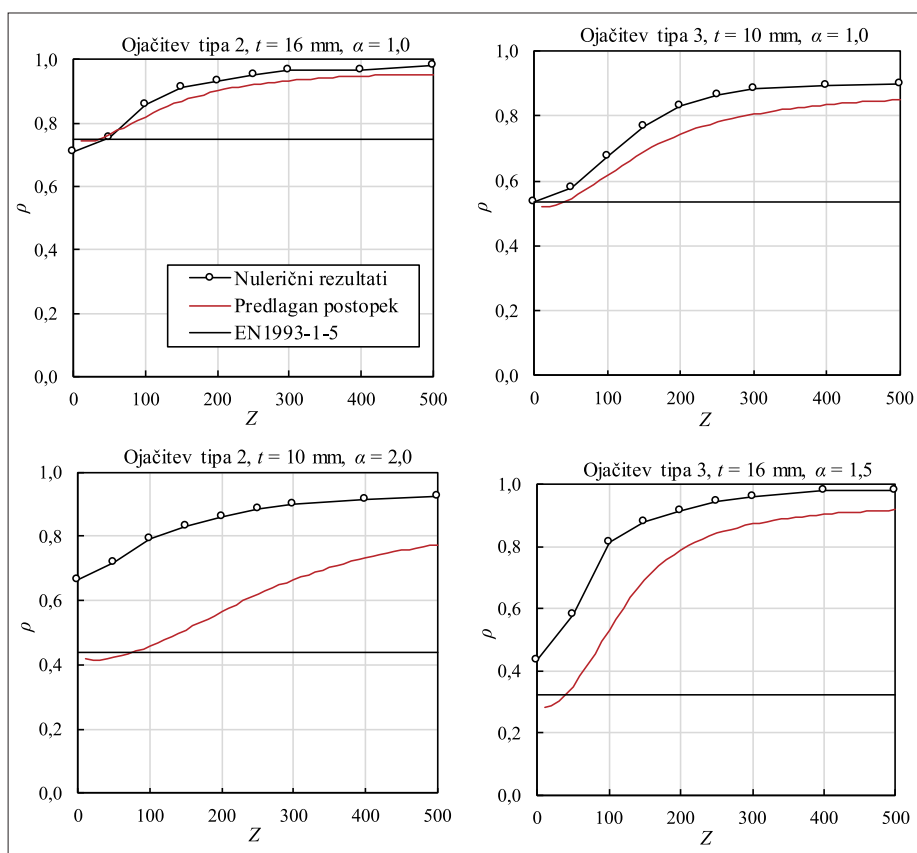 Ojačitev tipa 2, t = 16 mm, α = 1,0
1,0
0,8
0,6
0,4
0,2
0,0
ρ
0 100 200 300 400 500
Z
Nulerični rezultati
Predlagan postopek
EN1993-1-5
Ojačitev tipa 3, t = 10 mm, α = 1,0
1,0
0,8
0,6
0,4
0,2
0,0
ρ
0 100 200 300 400 500
Z
Ojačitev tipa 2, t = 10 mm, α = 2,0
1,0
0,8
0,6
0,4
0,2
0,0
ρ
0 100 200 300 400 500
Z
Ojačitev tipa 3, t = 16 mm, α = 1,5
1,0
0,8
0,6
0,4
0,2
0,0
ρ
0 100 200 300 400 500
Z